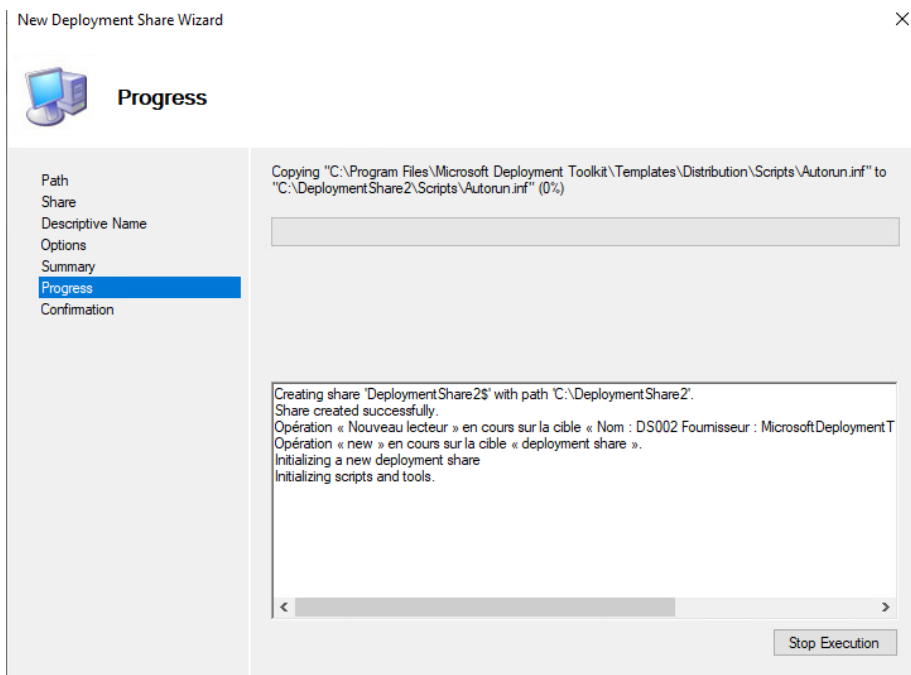 New Deployment Share Wizard
Progress
Path
Share
Descriptive Name
Options
Summary
Progress
Confirmation
Copying "C:\Program Files\Microsoft Deployment Toolkit\Templates\Distribution\Scripts\Autorun.inf" to
"C:\DeploymentShare2\Scripts\Autorun.inf" (0%)
Creating share 'DeploymentShare2$' with path 'C:\DeploymentShare2'.
Share created successfully.
Opération « Nouveau lecteur » en cours sur la cible « Nom : DS002 Fournisseur : MicrosoftDeploymentT
Opération « new » en cours sur la cible « deployment share ».
Initializing a new deployment share
Initializing scripts and tools.
Stop Execution